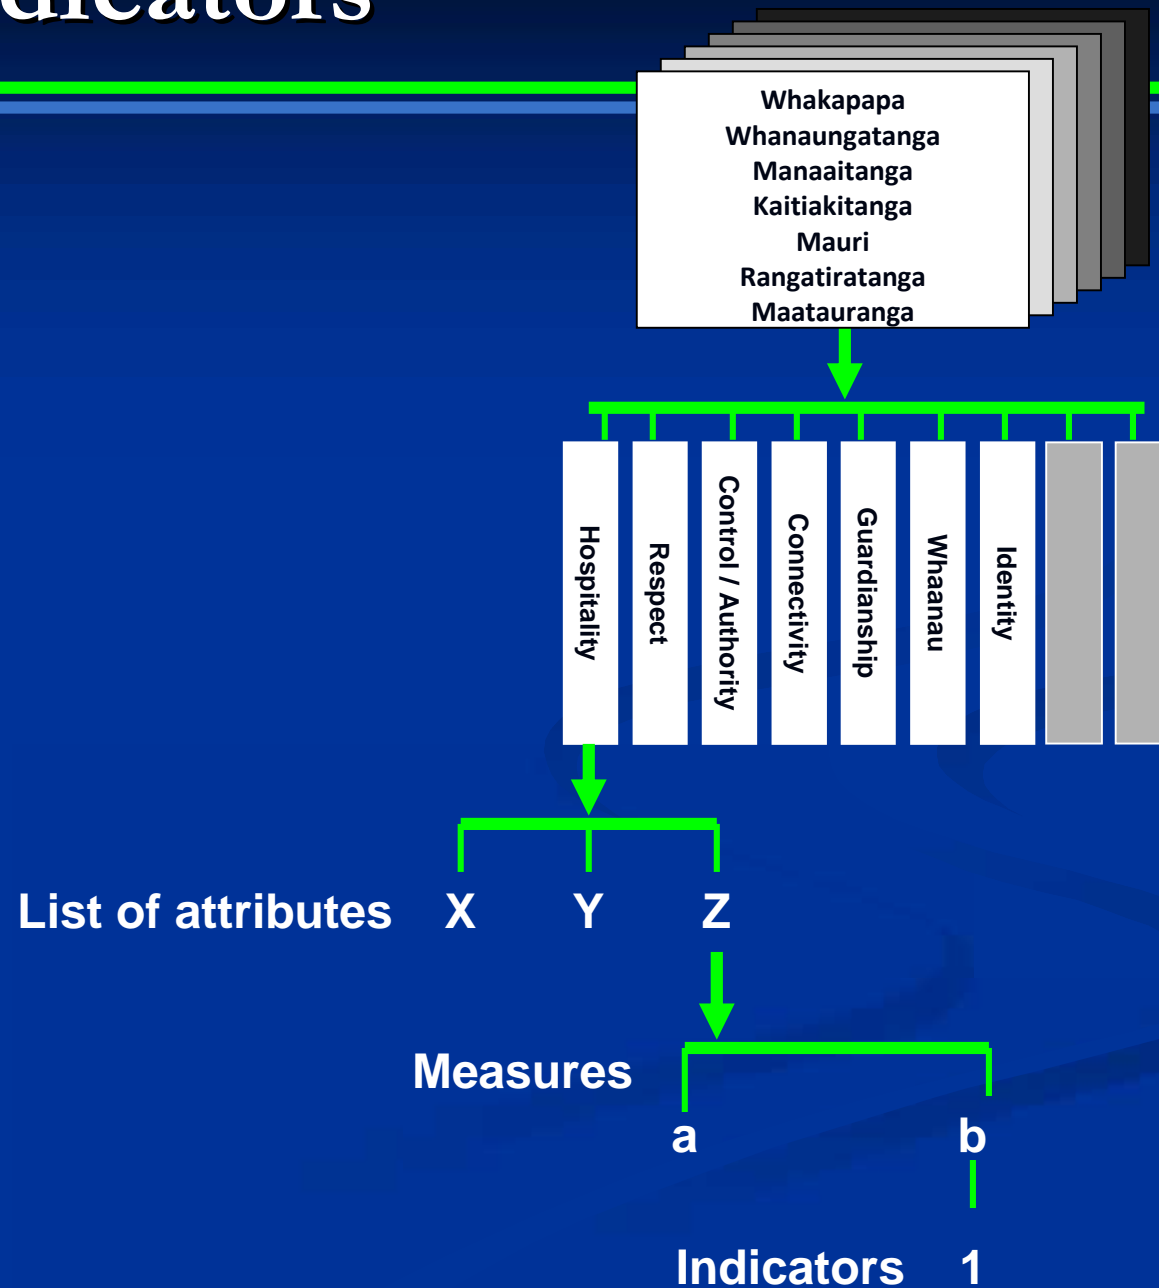 dicators
Whakapapa
Whanaungatanga
Manaaitanga
Kaitiakitanga
Mauri
Rangatiratanga
Maatauranga
Hospitality
Respect
Control / Authority
Connectivity
Guardianship
Whaanau
Identity
List of attributes X Y Z
Measures
a b
Indicators 1